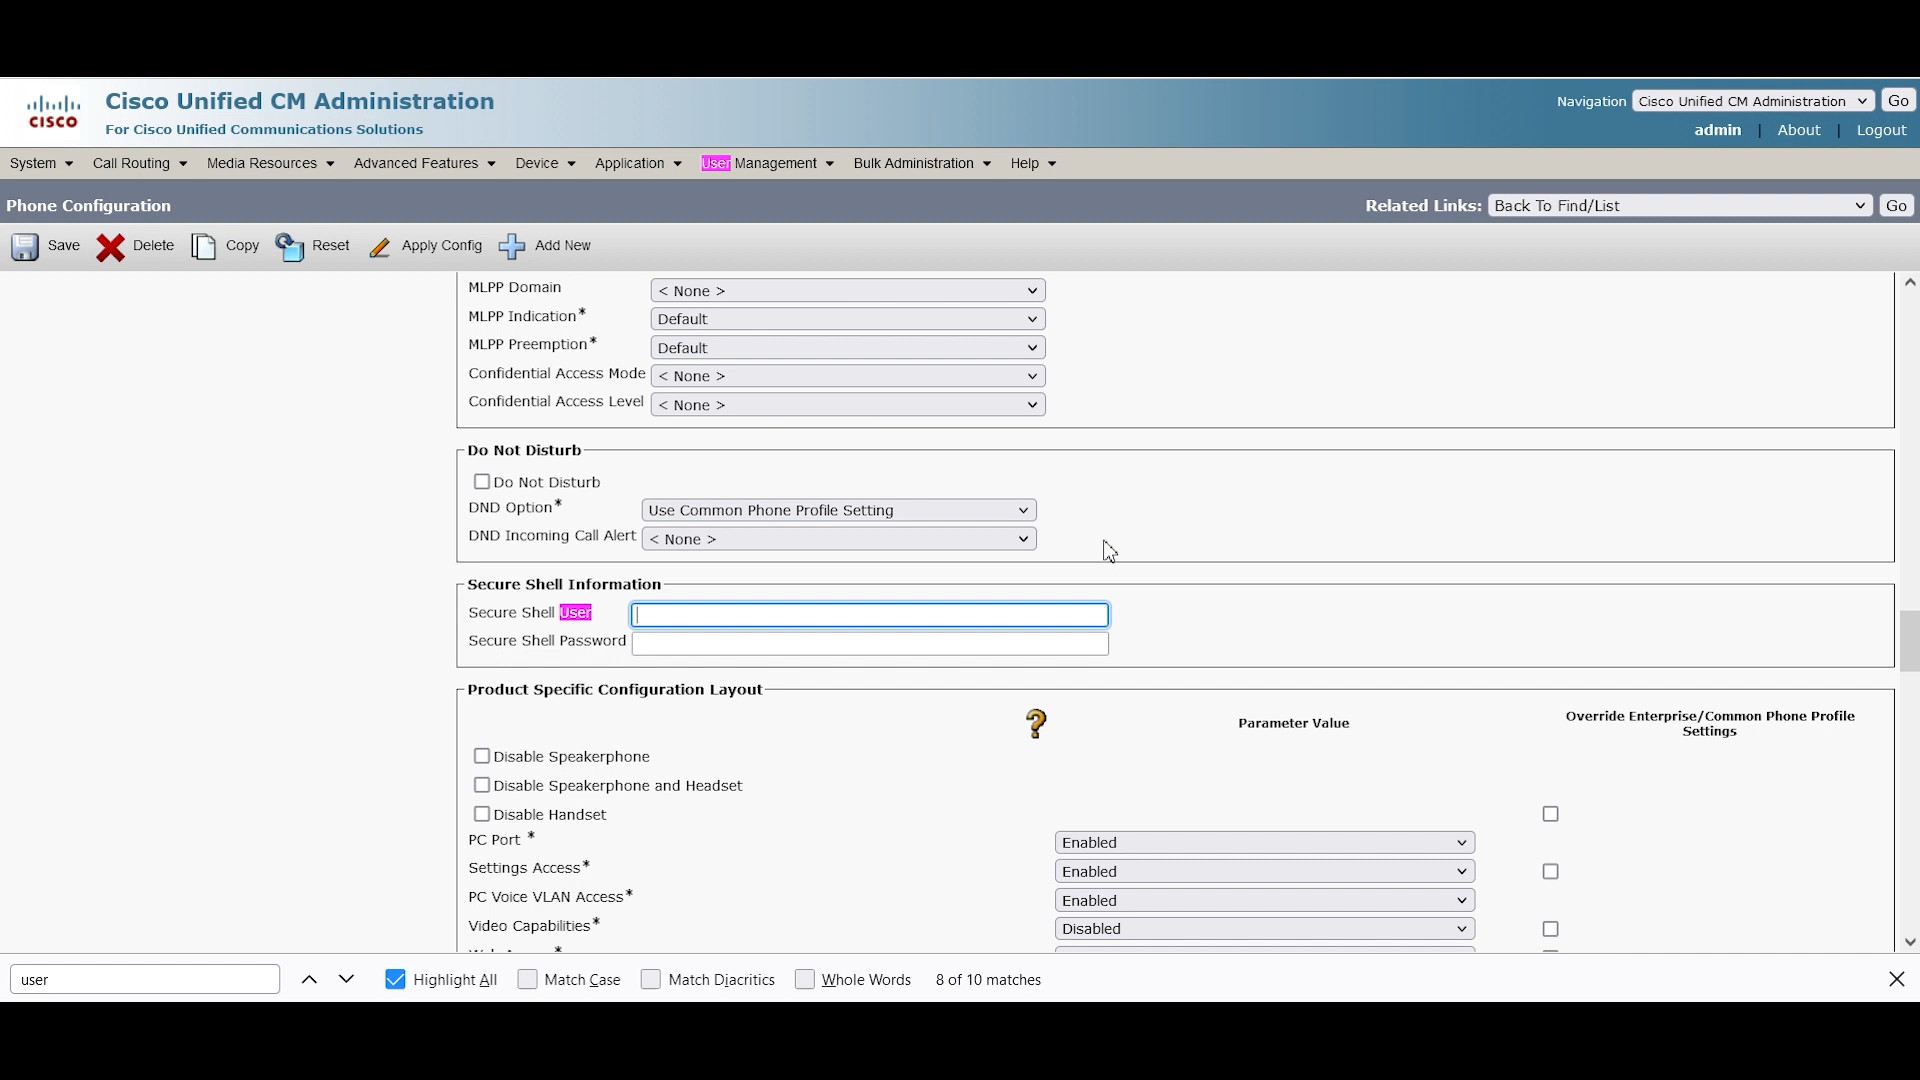 CISCO
Cisco Unified CM Administration
For Cisco Unified Communications Solutions
Navigation Cisco Unified CM Administration Go
admin | About | Logout
System Call Routing Media Resources Advanced Features Device Application User Management Bulk Administration Help
Phone Configuration
Related Links: Back To Find/List Go
Save Delete Copy Reset Apply Config Add New
MLPP Domain < None >
MLPP Indication* Default
MLPP Preemption* Default
Confidential Access Mode < None >
Confidential Access Level < None >
Do Not Disturb
Do Not Disturb
DND Option* Use Common Phone Profile Setting
DND Incoming Call Alert < None >
Secure Shell Information
Secure Shell User
Secure Shell Password
Product Specific Configuration Layout
? Parameter Value Override Enterprise/Common Phone Profile
Settings
Disable Speakerphone
Disable Speakerphone and Headset
Disable Handset
PC Port * Enabled
Settings Access* Enabled
PC Voice VLAN Access* Enabled
Video Capabilities* Disabled
user Highlight All Match Case Match Diacritics Whole Words 8 of 10 matches